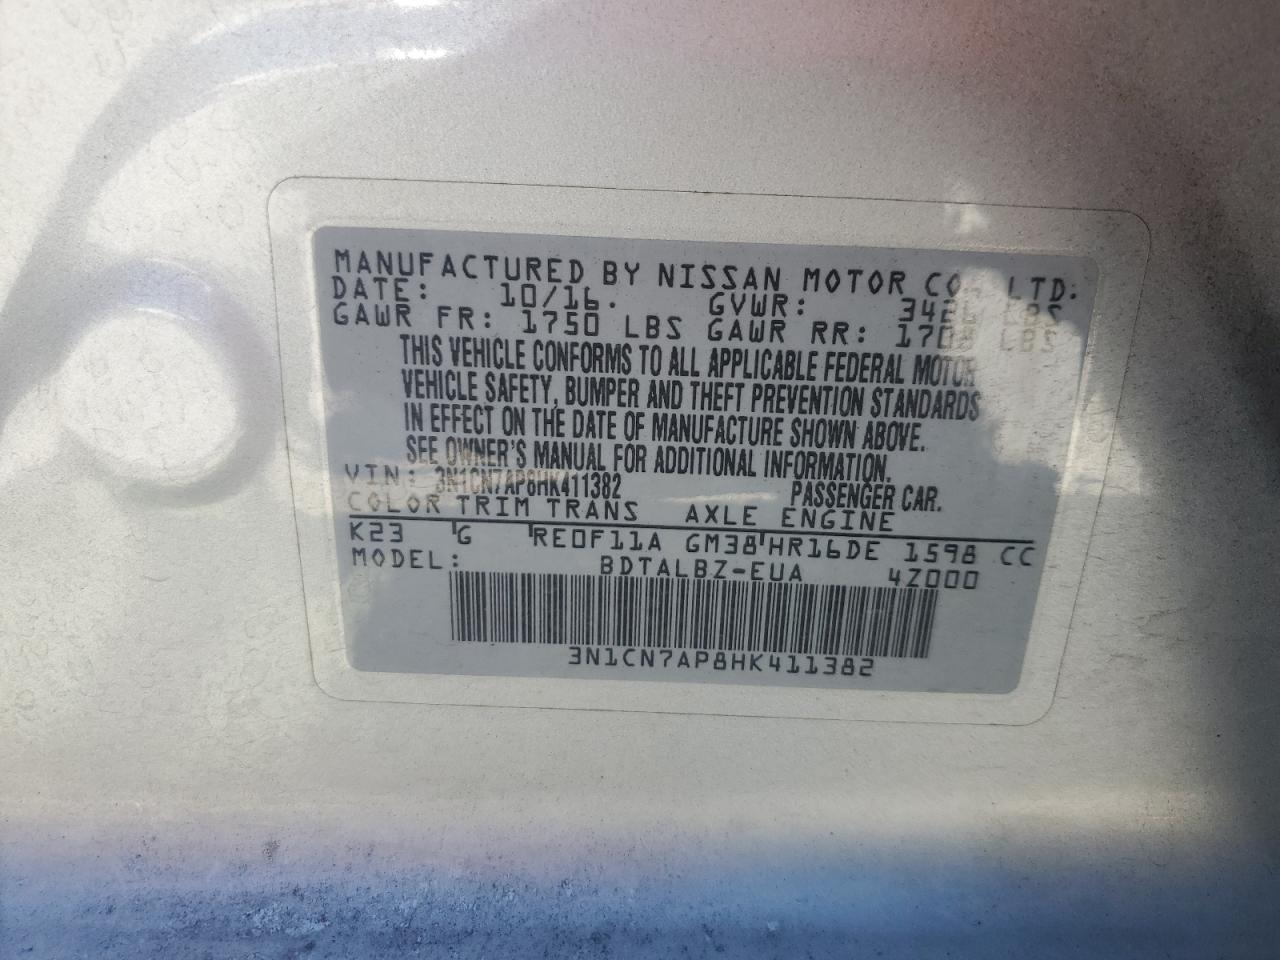 MANUFACTURED BY NISSAN MOTOR CO., LTD.
DATE: 10/16. GVWR: LBS
GAWR FR: 1750 LBS GAWR RR: LBS
THIS VEHICLE CONFORMS TO ALL APPLICABLE FEDERAL MOTOR
VEHICLE SAFETY, BUMPER AND THEFT PREVENTION STANDARDS
IN EFFECT ON THE DATE OF MANUFACTURE SHOWN ABOVE.
SEE OWNER'S MANUAL FOR ADDITIONAL INFORMATION.
VIN: 3N1CN7AP8HK411382 PASSENGER CAR.
COLOR TRIM TRANS AXLE ENGINE
K23 G RE0F11A GM38 HR16DE 1598 CC
MODEL: BDTALBZ-EUA 4Z000
3N1CN7AP8HK411382